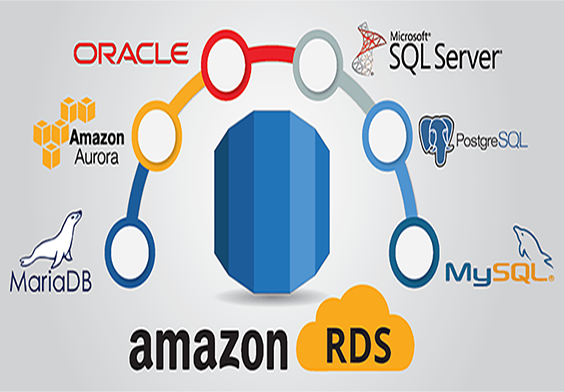 ORACLE
Microsoft®
SQL Server®
Amazon
Aurora
PostgreSQL
MariaDB
MySQL®
amazon RDS